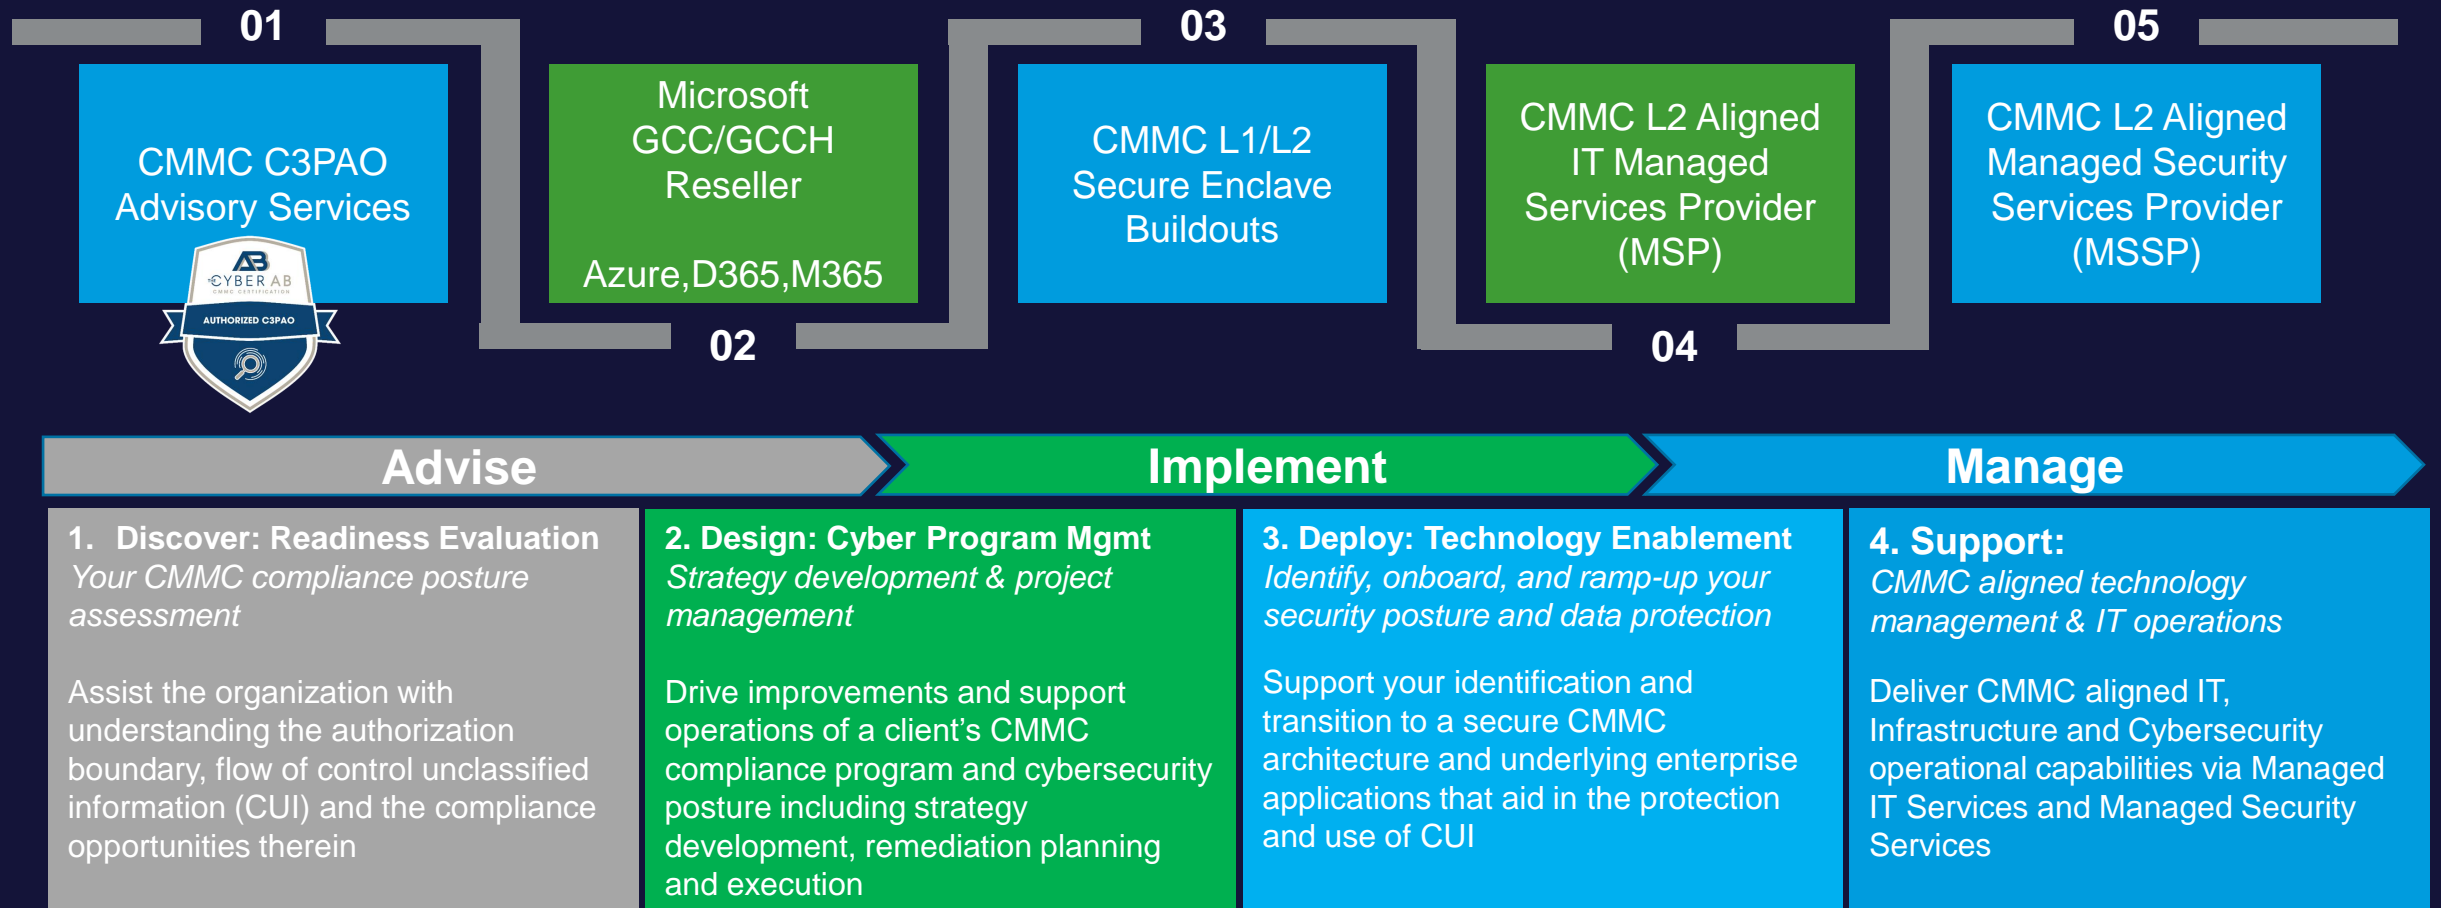 01
03
05
CMMC C3PAO
Advisory Services
AB
THE CYBER AB
CMMC CERTIFICATION
AUTHORIZED C3PAO
Microsoft
GCC/GCCH
Reseller
Azure,D365,M365
02
CMMC L1/L2
Secure Enclave
Buildouts
CMMC L2 Aligned
IT Managed
Services Provider
(MSP)
04
CMMC L2 Aligned
Managed Security
Services Provider
(MSSP)
Advise
Implement
Manage
1. Discover: Readiness Evaluation
Your CMMC compliance posture
assessment
Assist the organization with
understanding the authorization
boundary, flow of control unclassified
information (CUI) and the compliance
opportunities therein
2. Design: Cyber Program Mgmt
Strategy development & project
management
Drive improvements and support
operations of a client's CMMC
compliance program and cybersecurity
posture including strategy
development, remediation planning
and execution
3. Deploy: Technology Enablement
Identify, onboard, and ramp-up your
security posture and data protection
Support your identification and
transition to a secure CMMC
architecture and underlying enterprise
applications that aid in the protection
and use of CUI
4. Support:
CMMC aligned technology
management & IT operations
Deliver CMMC aligned IT,
Infrastructure and Cybersecurity
operational capabilities via Managed
IT Services and Managed Security
Services